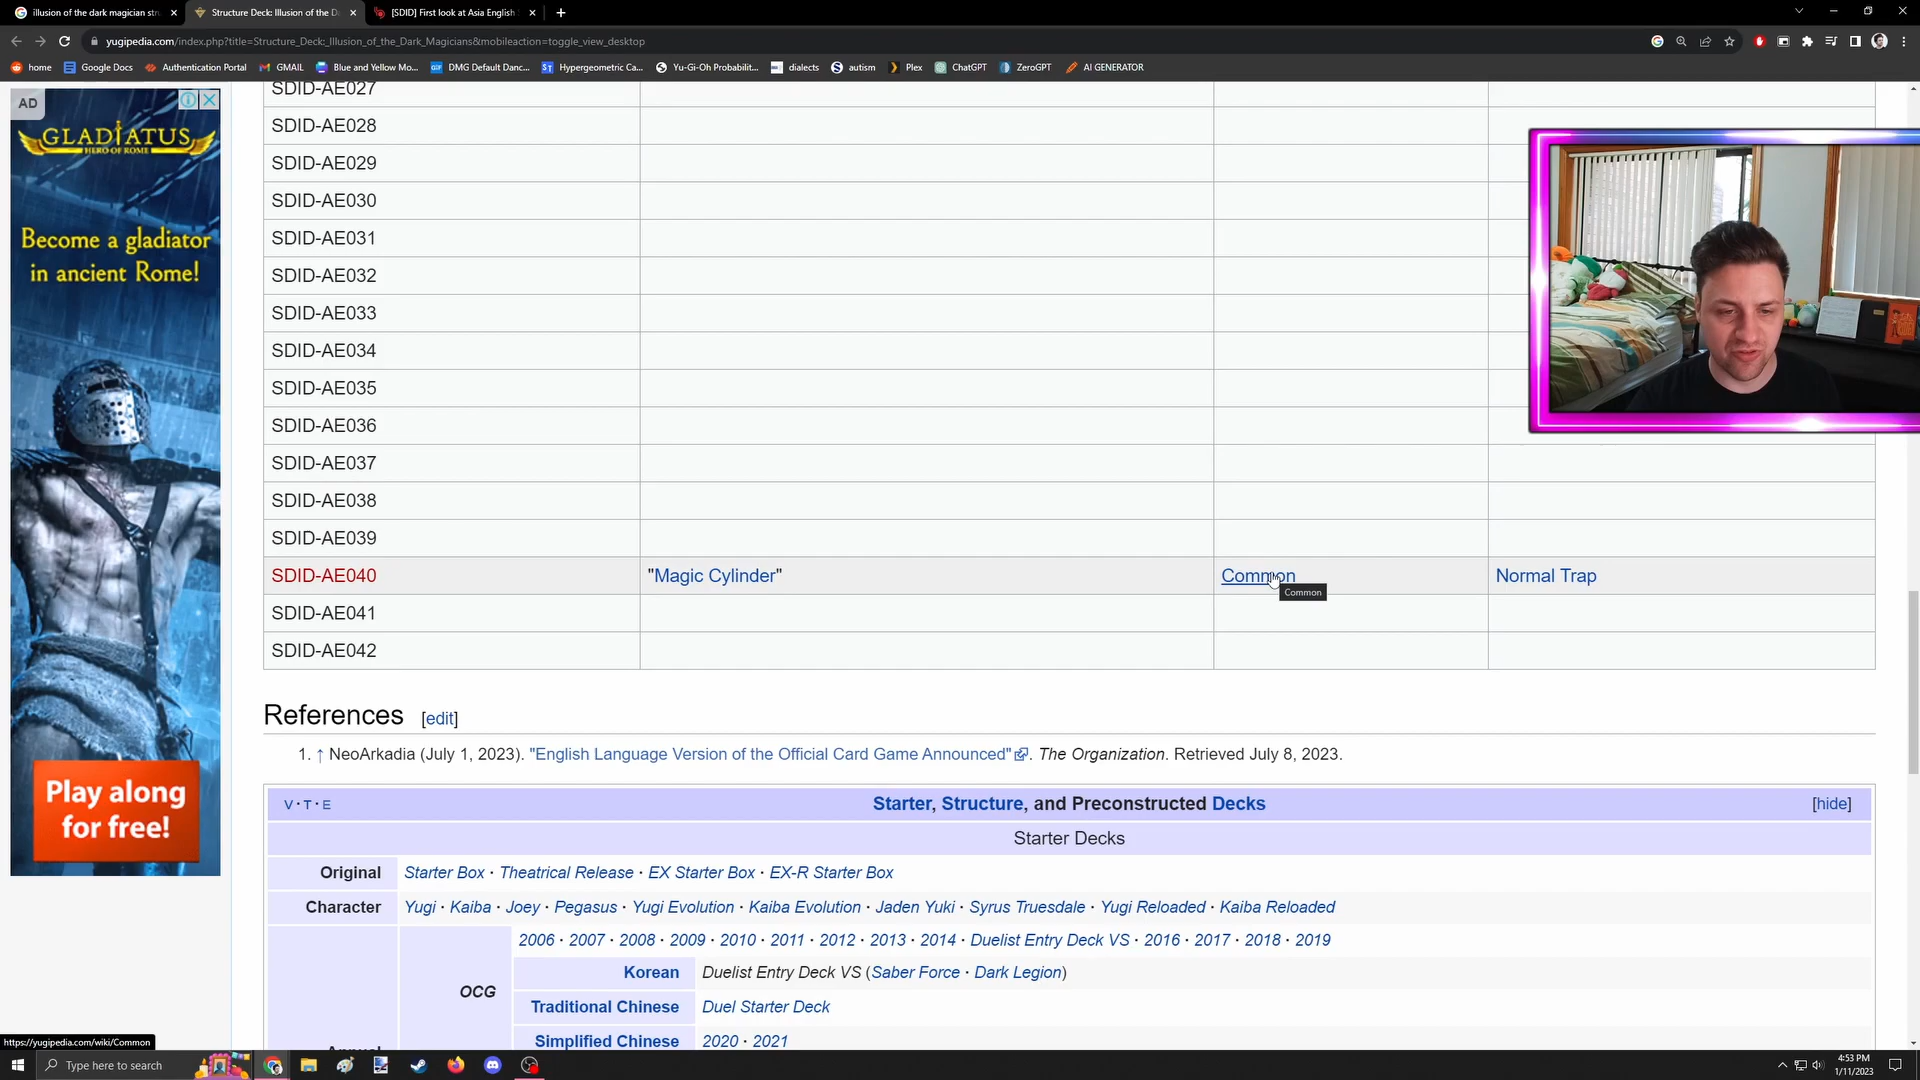 illusion of the dark magician str
Structure Deck: Illusion of the Da
[SDID] First look at Asia English
yugipedia.com/index.php?title=Structure_Deck:_Illusion_of_the_Dark_Magicians&mobileaction=toggle_view_desktop
home Google Docs Authentication Portal GMAIL Blue and Yellow Mo... DMG Default Danc... Hypergeometric Ca... Yu-Gi-Oh Probabilit... dialects autism Plex ChatGPT ZeroGPT AI GENERATOR
AD
GLADIATUS
HERO OF ROME
Become a gladiator
in ancient Rome!
Play along
for free!
SDID-AE027
SDID-AE028
SDID-AE029
SDID-AE030
SDID-AE031
SDID-AE032
SDID-AE033
SDID-AE034
SDID-AE035
SDID-AE036
SDID-AE037
SDID-AE038
SDID-AE039
SDID-AE040 "Magic Cylinder" Common Normal Trap
Common
SDID-AE041
SDID-AE042
References [edit]
1. ↑ NeoArkadia (July 1, 2023). "English Language Version of the Official Card Game Announced". The Organization. Retrieved July 8, 2023.
V · T · E Starter, Structure, and Preconstructed Decks [hide]
Starter Decks
Original Starter Box · Theatrical Release · EX Starter Box · EX-R Starter Box
Character Yugi · Kaiba · Joey · Pegasus · Yugi Evolution · Kaiba Evolution · Jaden Yuki · Syrus Truesdale · Yugi Reloaded · Kaiba Reloaded
2006 · 2007 · 2008 · 2009 · 2010 · 2011 · 2012 · 2013 · 2014 · Duelist Entry Deck VS · 2016 · 2017 · 2018 · 2019
Korean Duelist Entry Deck VS (Saber Force · Dark Legion)
OCG
Traditional Chinese Duel Starter Deck
Simplified Chinese 2020 · 2021
Annual
https://yugipedia.com/wiki/Common
Type here to search
4:53 PM
1/11/2023